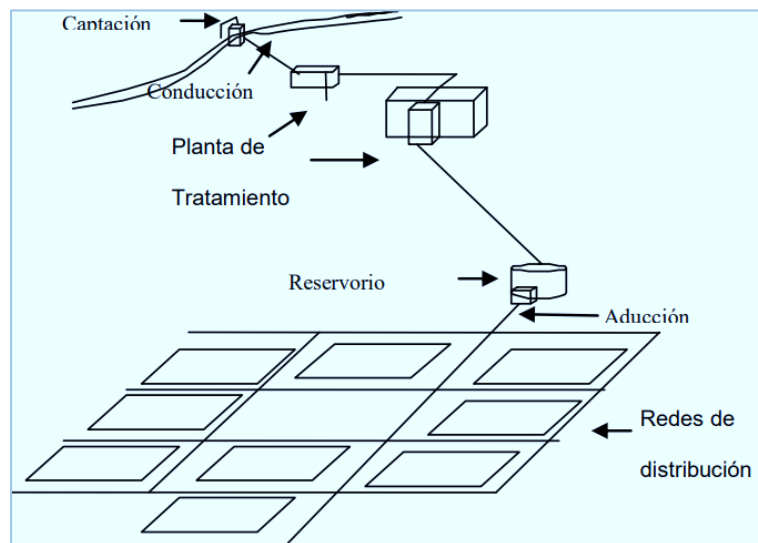 Captación
Conducción
Planta de
Tratamiento
Reservorio
Aducción
Redes de
distribución